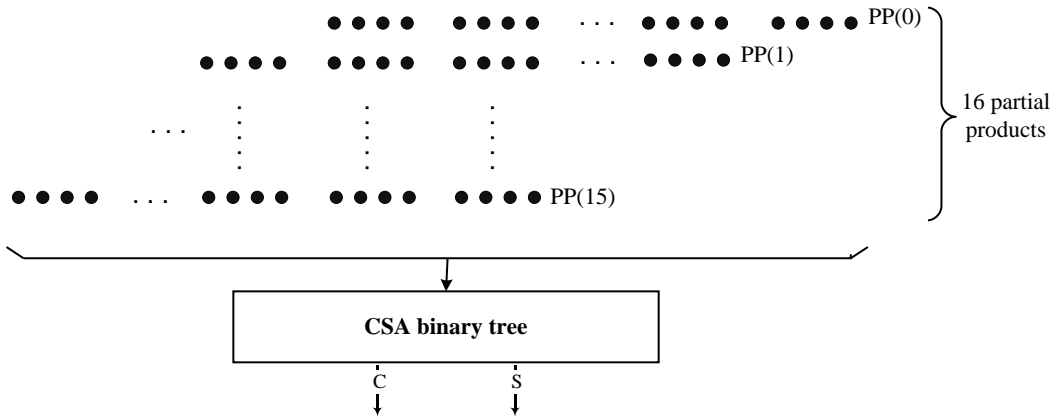 PP(0)
PP(1)
16 partial
products
PP(15)
CSA binary tree
C S